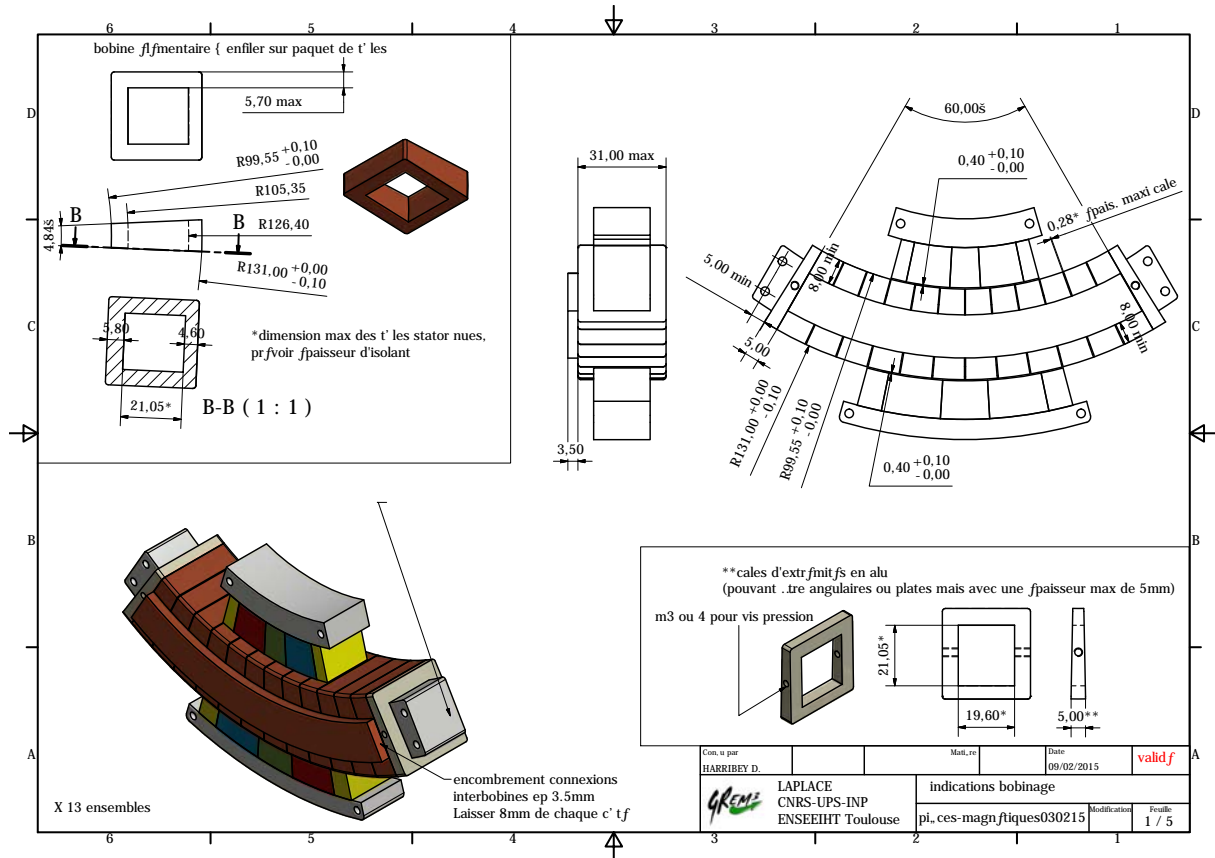 6
5
4
3
2
1
bobine ƒlƒmentaire { enfiler sur paquet de t' les
D
D
5,70 max
R99,55 +0,10
- 0,00
R105,35
B
B
R126,40
4,84š
R131,00 +0,00
- 0,10
C
C
5,80
4,60
*dimension max des t' les stator nues,
prƒvoir ƒpaisseur d'isolant
21,05*
B-B ( 1 : 1 )
31,00 max
3,50
60,00š
0,40 +0,10
- 0,00
0,28* ƒpais. maxi cale
5,00 min
8,00 min
8,00 min
5,00
R131,00 +0,00
- 0,10
R99,55 +0,10
- 0,00
0,40 +0,10
- 0,00
B
B
**cales d'extrƒmitƒs en alu
(pouvant ..tre angulaires ou plates mais avec une ƒpaisseur max de 5mm)
m3 ou 4 pour vis pression
21,05*
19,60*
5,00**
A
A
encombrement connexions
interbobines ep 3.5mm
Laisser 8mm de chaque c' tƒ
X 13 ensembles
Con‚ u par
HARRIBEY D.
Mati„ re
Date
09/02/2015
validƒ
GREM3
LAPLACE
CNRS-UPS-INP
ENSEEIHT Toulouse
indications bobinage
pi„ ces-magnƒtiques030215
Modification
Feuille
1 / 5
6
5
4
3
2
1